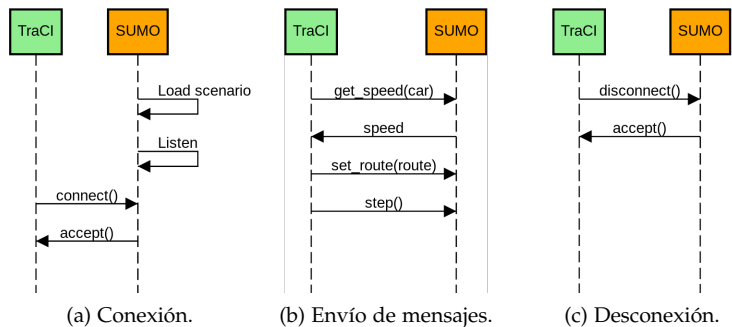 TraCI SUMO
Load scenario
Listen
connect()
accept()
(a) Conexión.
TraCI SUMO
get_speed(car)
speed
set_route(route)
step()
(b) Envío de mensajes.
TraCI SUMO
disconnect()
accept()
(c) Desconexión.